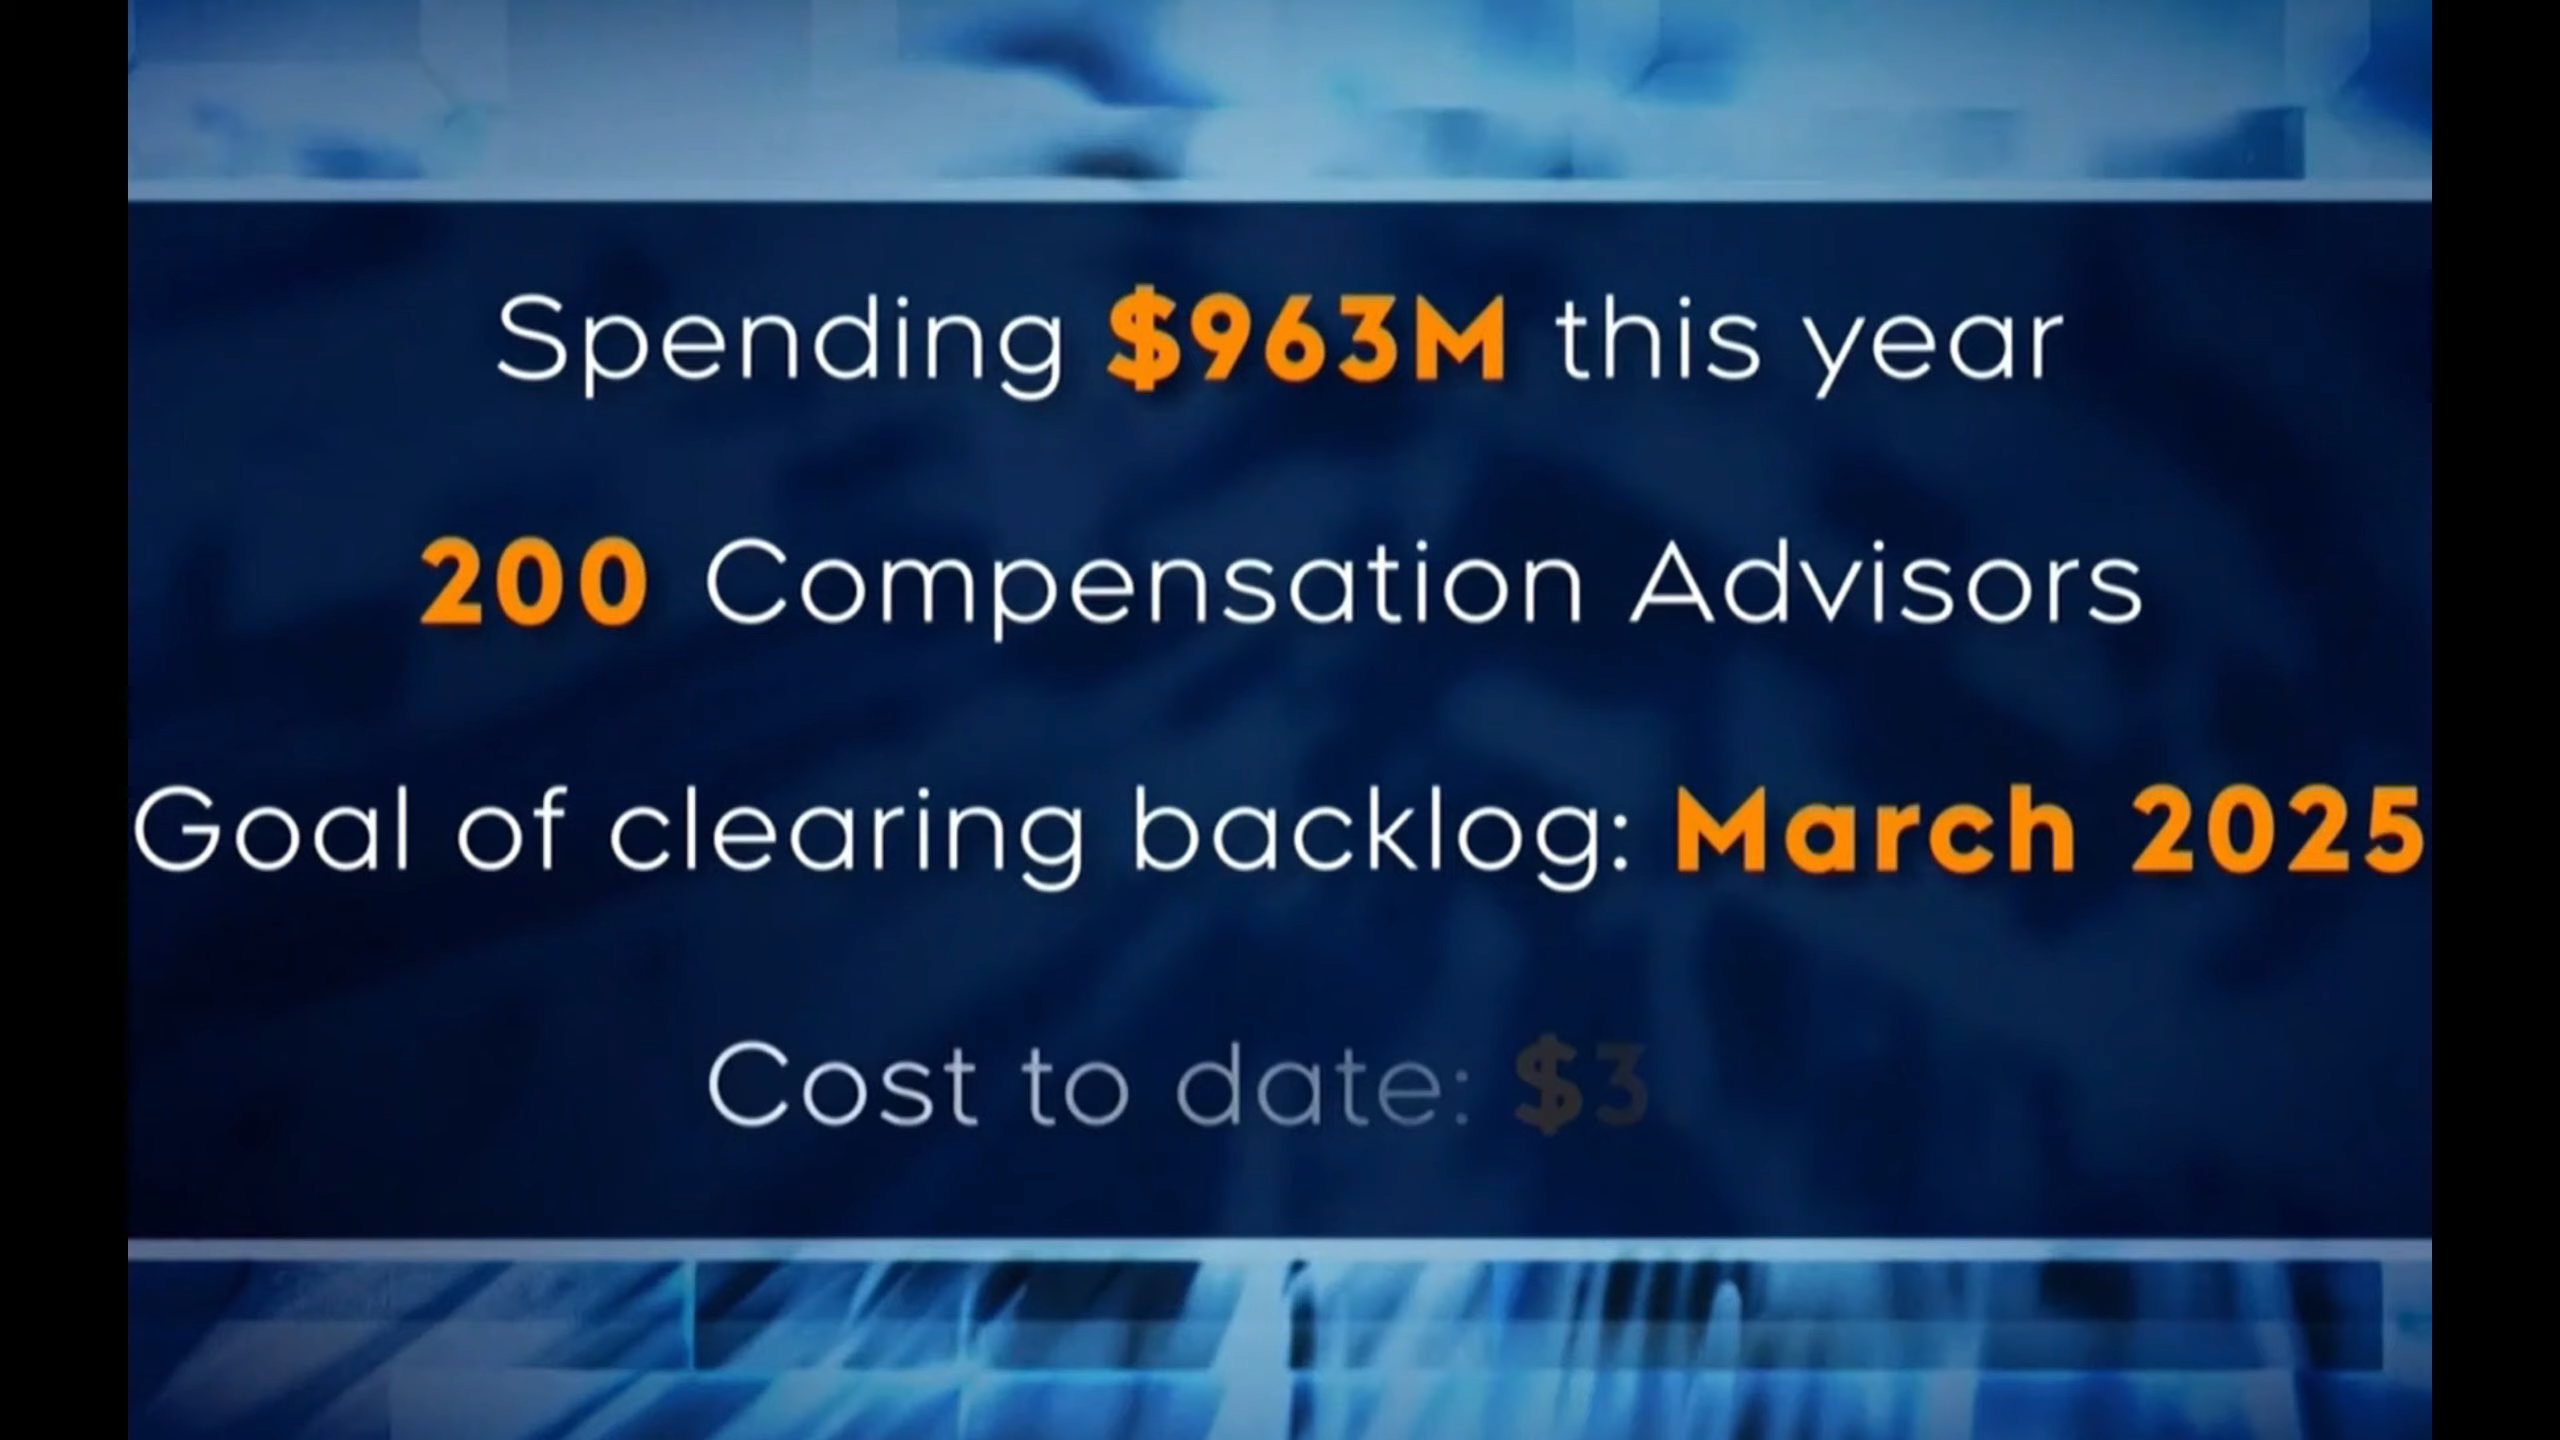 Spending $963M this year
200 Compensation Advisors
Goal of clearing backlog: March 2025
Cost to date: $3